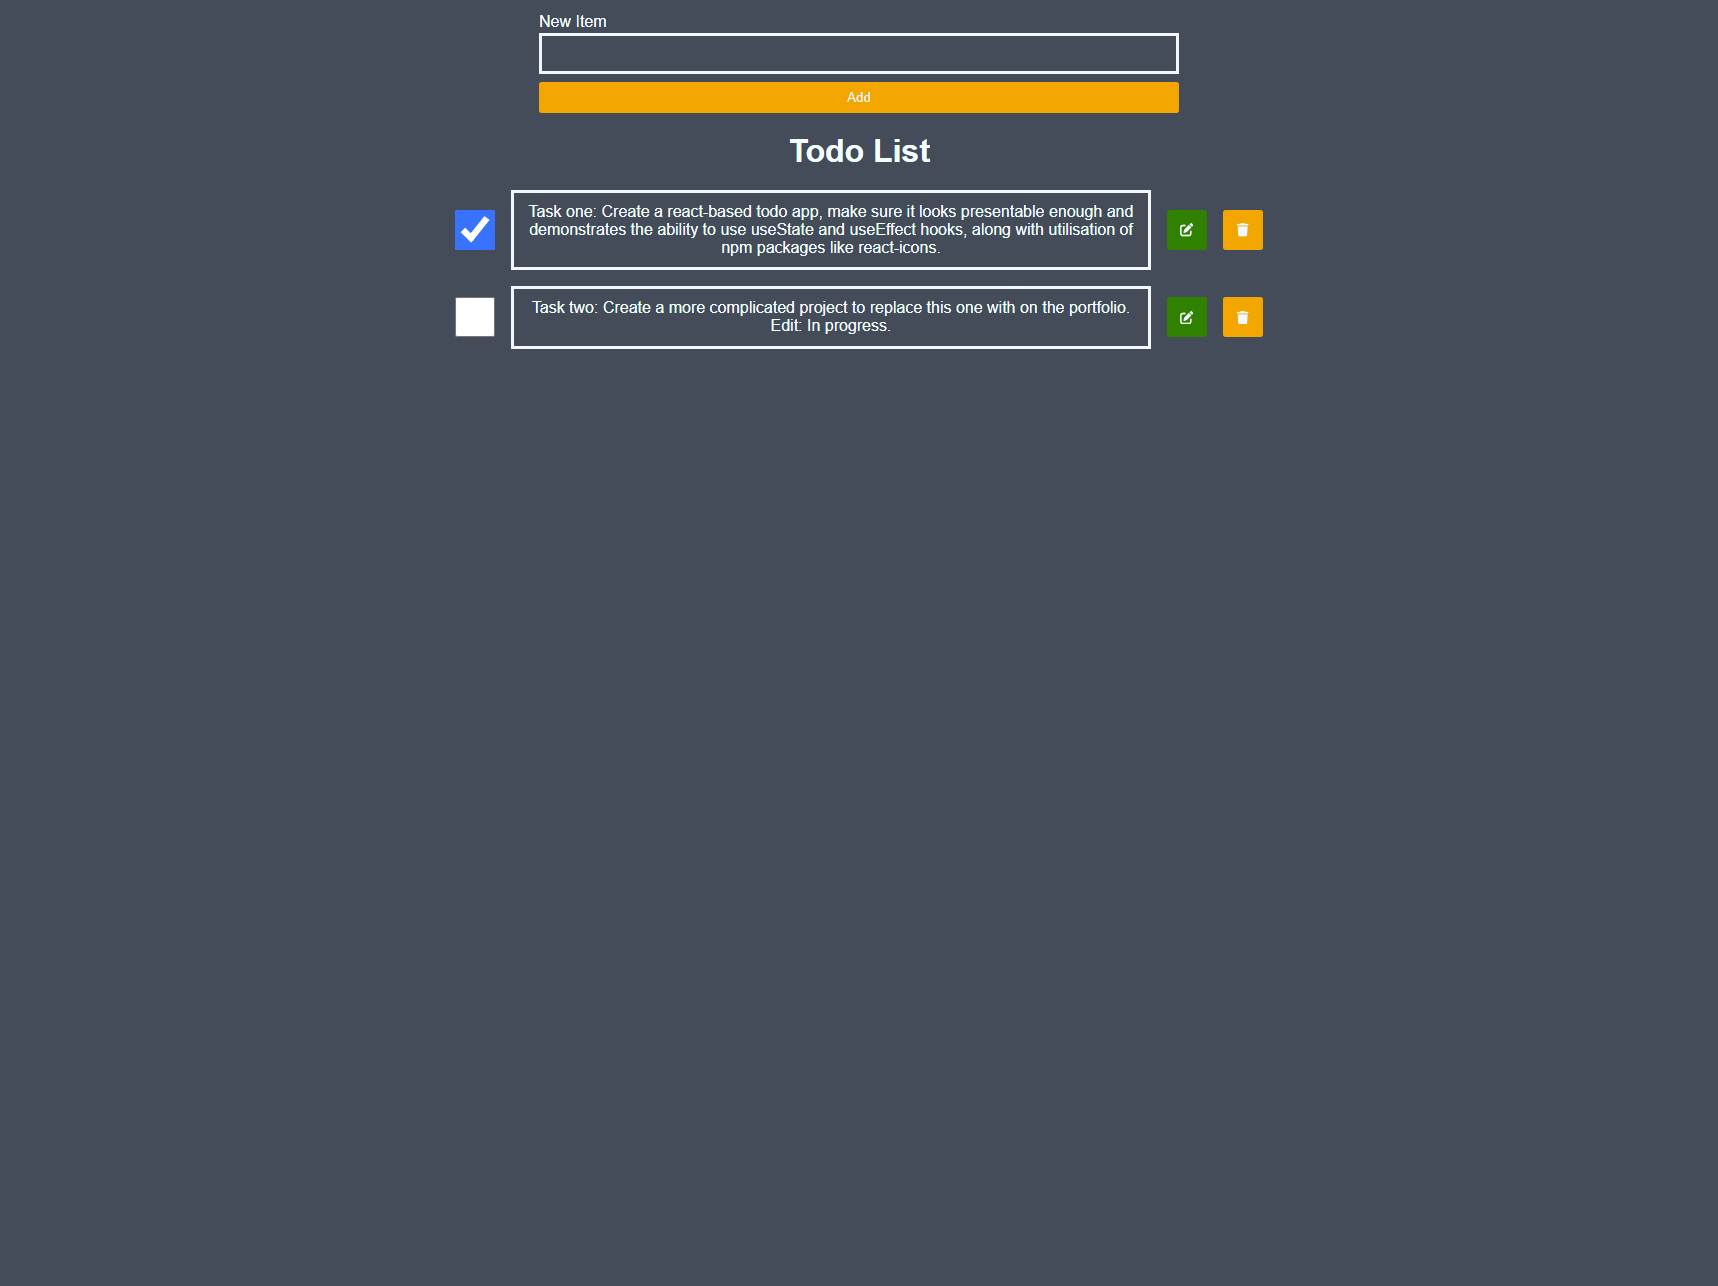 New Item
Add
Todo List
Task one: Create a react-based todo app, make sure it looks presentable enough and
demonstrates the ability to use useState and useEffect hooks, along with utilisation of
npm packages like react-icons.
Task two: Create a more complicated project to replace this one with on the portfolio.
Edit: In progress.